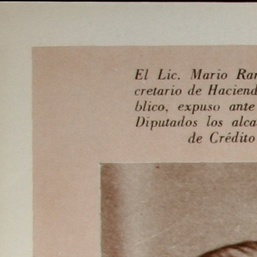 El Lic. Mario Ra
cretario de Haciend
blico, expuso ante
Diputados los alca
de Crédito